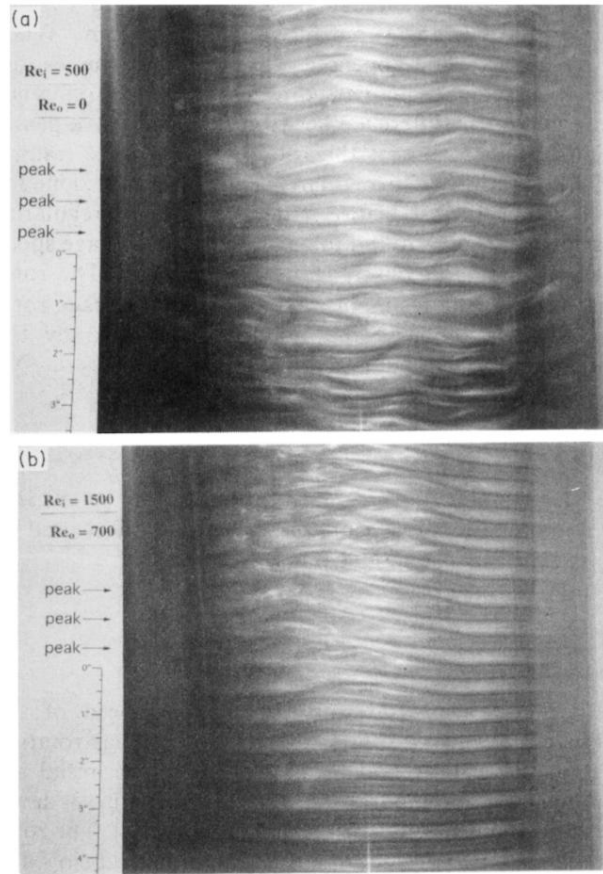 (a)
Reᵢ = 500
Reₒ = 0
peak
peak
peak
0"
1"
2"
3"
(b)
Reᵢ = 1500
Reₒ = 700
peak
peak
peak
0"
1"
2"
3"
4"